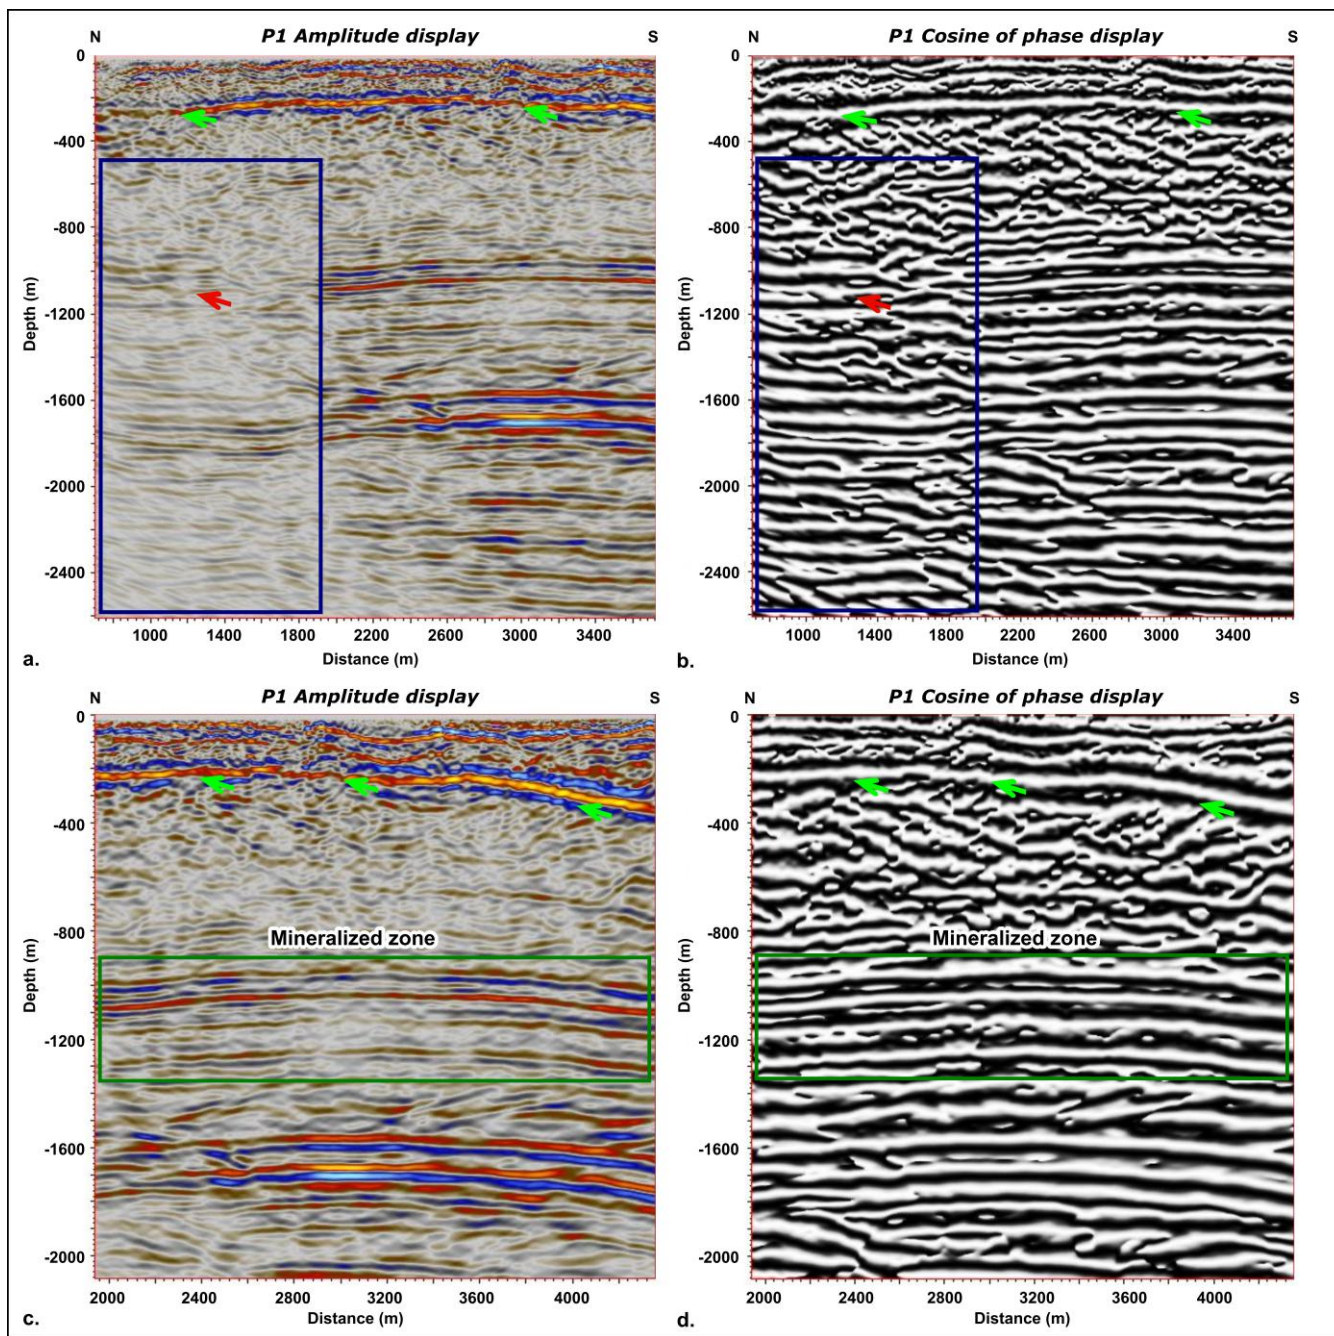 N P1 Amplitude display S
0
-400
-800
-1200
-1600
-2000
-2400
Depth (m)
1000 1400 1800 2200 2600 3000 3400
Distance (m)
a.
N P1 Cosine of phase display S
0
-400
-800
-1200
-1600
-2000
-2400
Depth (m)
1000 1400 1800 2200 2600 3000 3400
Distance (m)
b.
N P1 Amplitude display S
0
-400
-800
Mineralized zone
-1200
-1600
-2000
Depth (m)
2000 2400 2800 3200 3600 4000
Distance (m)
c.
N P1 Cosine of phase display S
0
-400
-800
Mineralized zone
-1200
-1600
-2000
Depth (m)
2000 2400 2800 3200 3600 4000
Distance (m)
d.